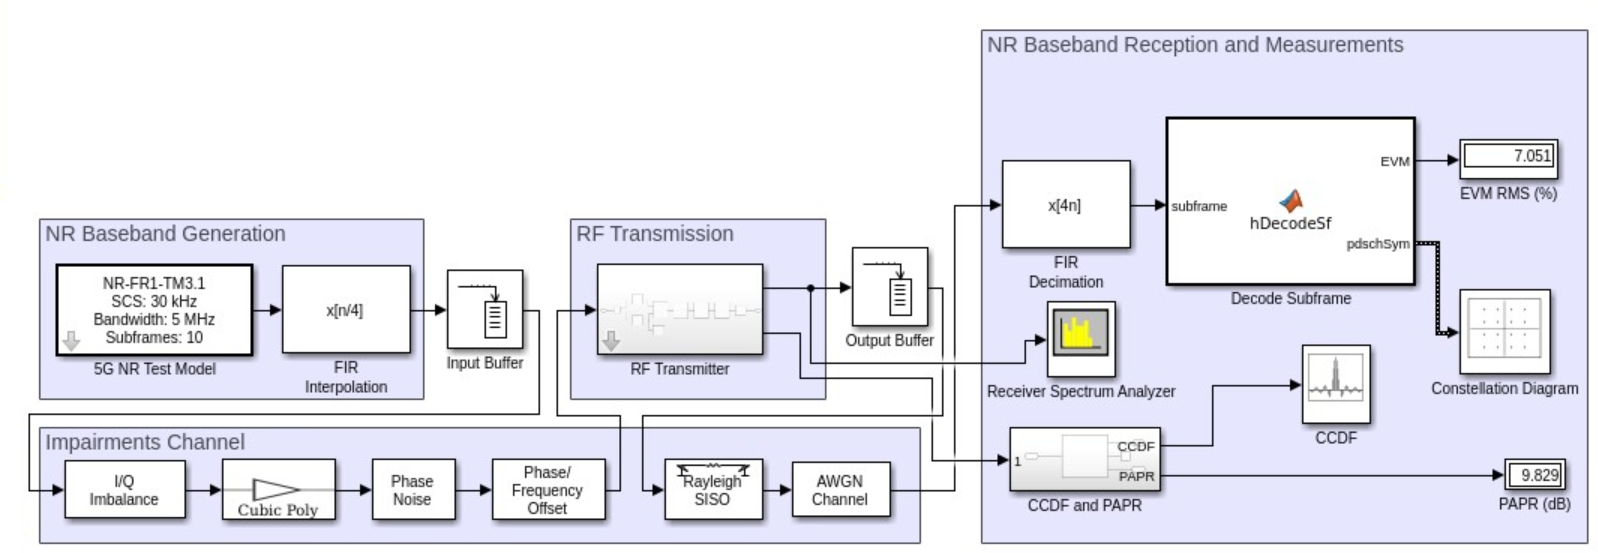 NR Baseband Reception and Measurements
EVM
7.051
EVM RMS (%)
x[4n]
subframe
hDecodeSf
pdschSym
FIR
Decimation
Decode Subframe
NR Baseband Generation
NR-FR1-TM3.1
SCS: 30 kHz
Bandwidth: 5 MHz
Subframes: 10
5G NR Test Model
x[n/4]
FIR
Interpolation
Input Buffer
RF Transmission
RF Transmitter
Output Buffer
Receiver Spectrum Analyzer
Constellation Diagram
CCDF
Impairments Channel
I/Q
Imbalance
Cubic Poly
Phase
Noise
Phase/
Frequency
Offset
Rayleigh
SISO
AWGN
Channel
1
CCDF
PAPR
CCDF and PAPR
9.829
PAPR (dB)